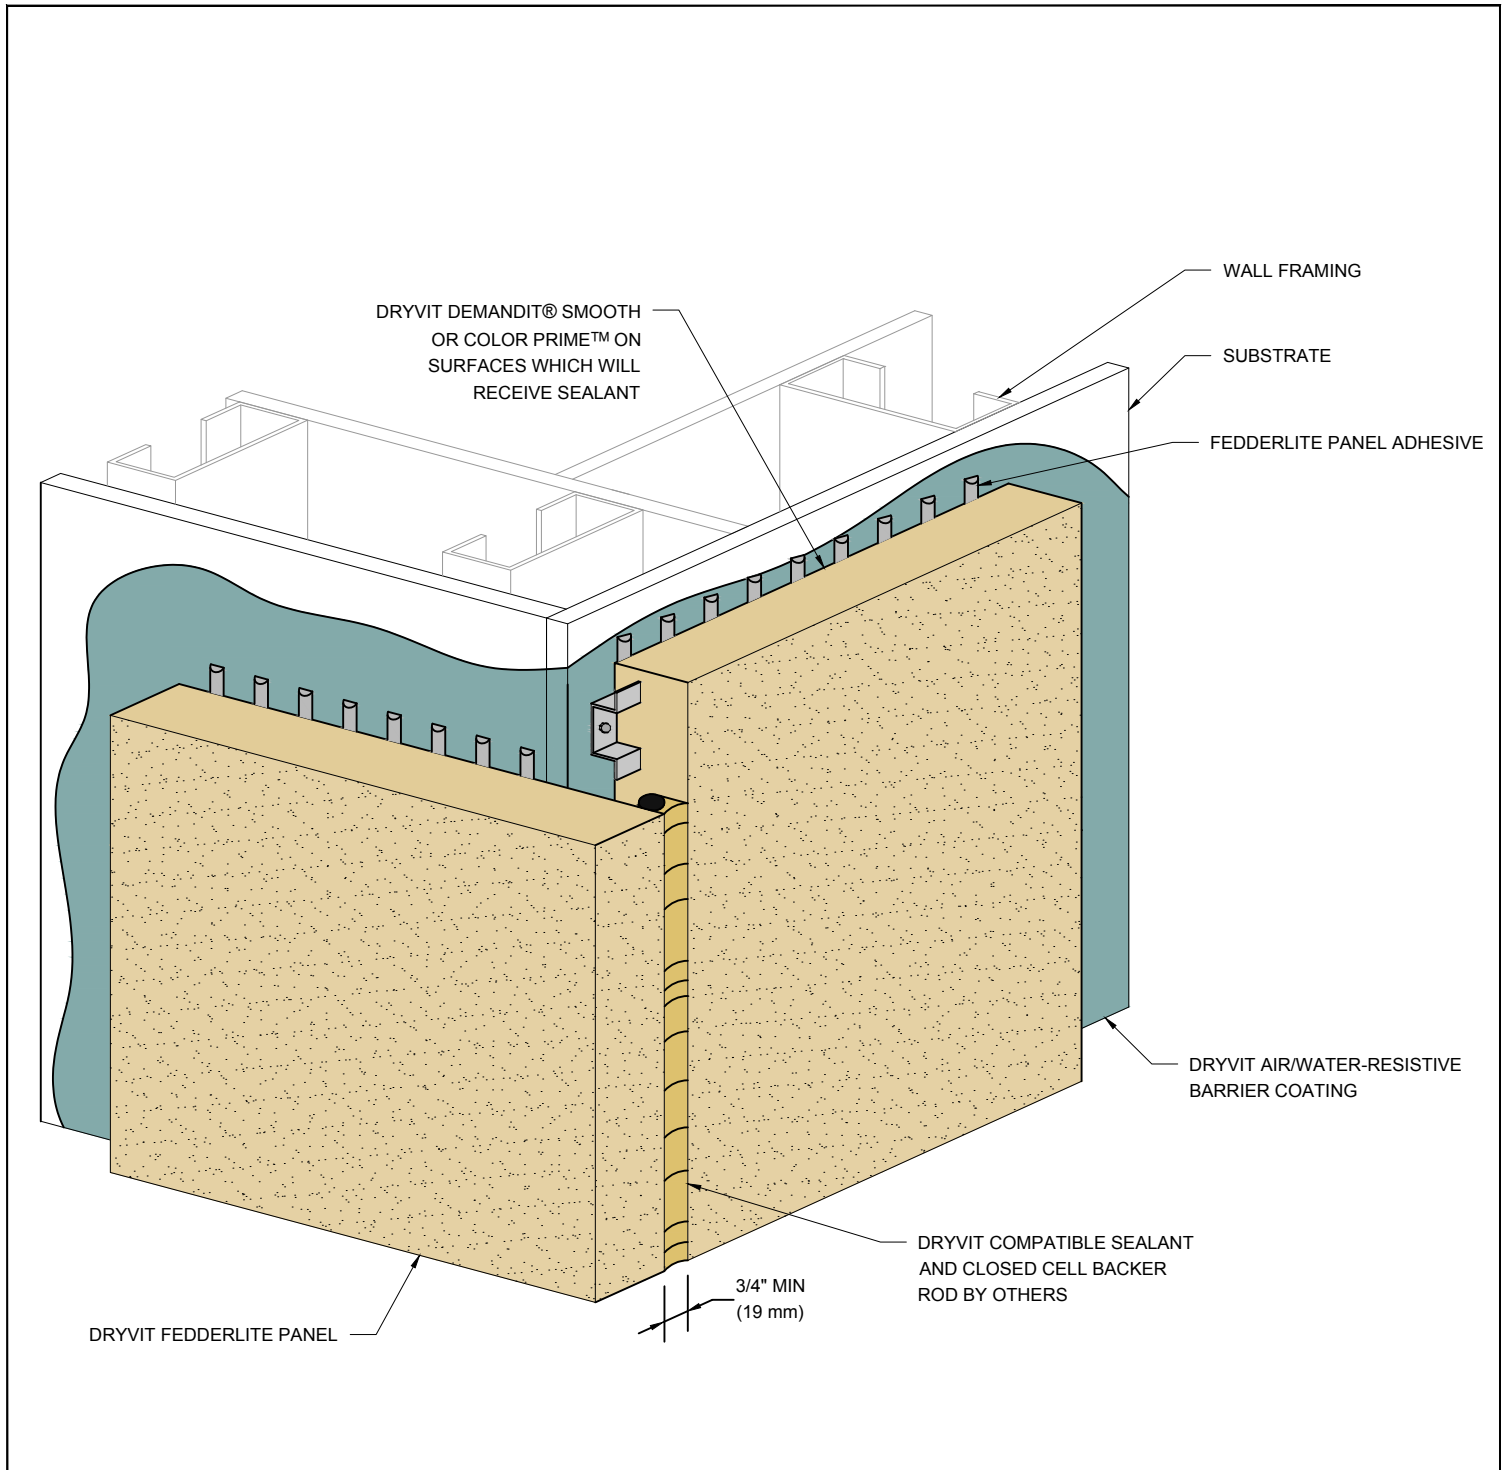 WALL FRAMING
DRYVIT DEMANDIT® SMOOTH
OR COLOR PRIME™ ON
SURFACES WHICH WILL
RECEIVE SEALANT
SUBSTRATE
FEDDERLITE PANEL ADHESIVE
DRYVIT AIR/WATER-RESISTIVE
BARRIER COATING
DRYVIT COMPATIBLE SEALANT
AND CLOSED CELL BACKER
ROD BY OTHERS
3/4" MIN
(19 mm)
DRYVIT FEDDERLITE PANEL